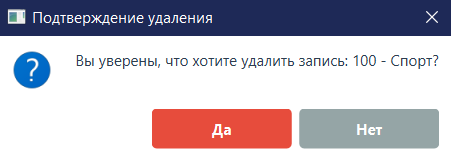 Подтверждение удаления
Вы уверены, что хотите удалить запись: 100 - Спорт?
Да
Нет